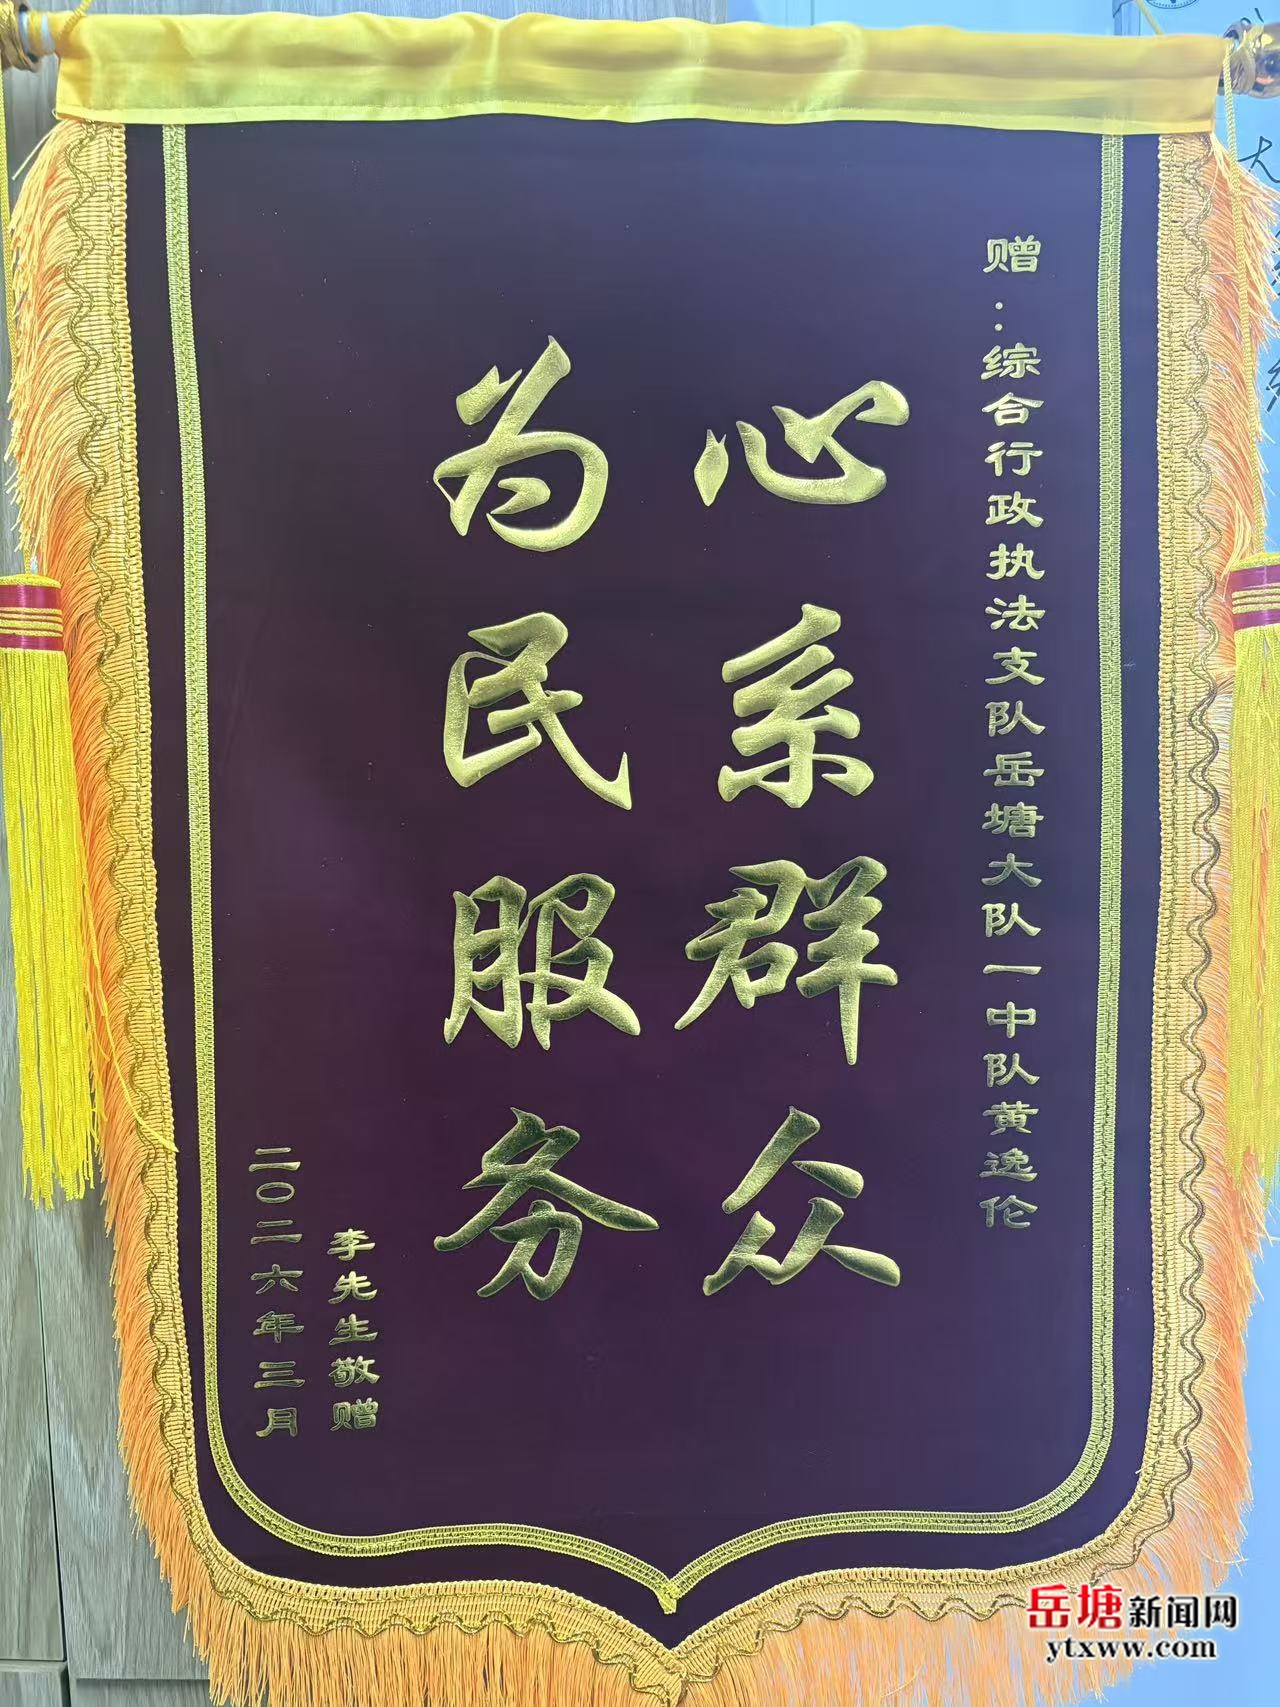 赠：综合行政执法支队岳塘大队一中队黄逸伦
心系群众
为民服务
李先生敬赠
二〇二六年三月
岳塘新闻网
ytxww.com